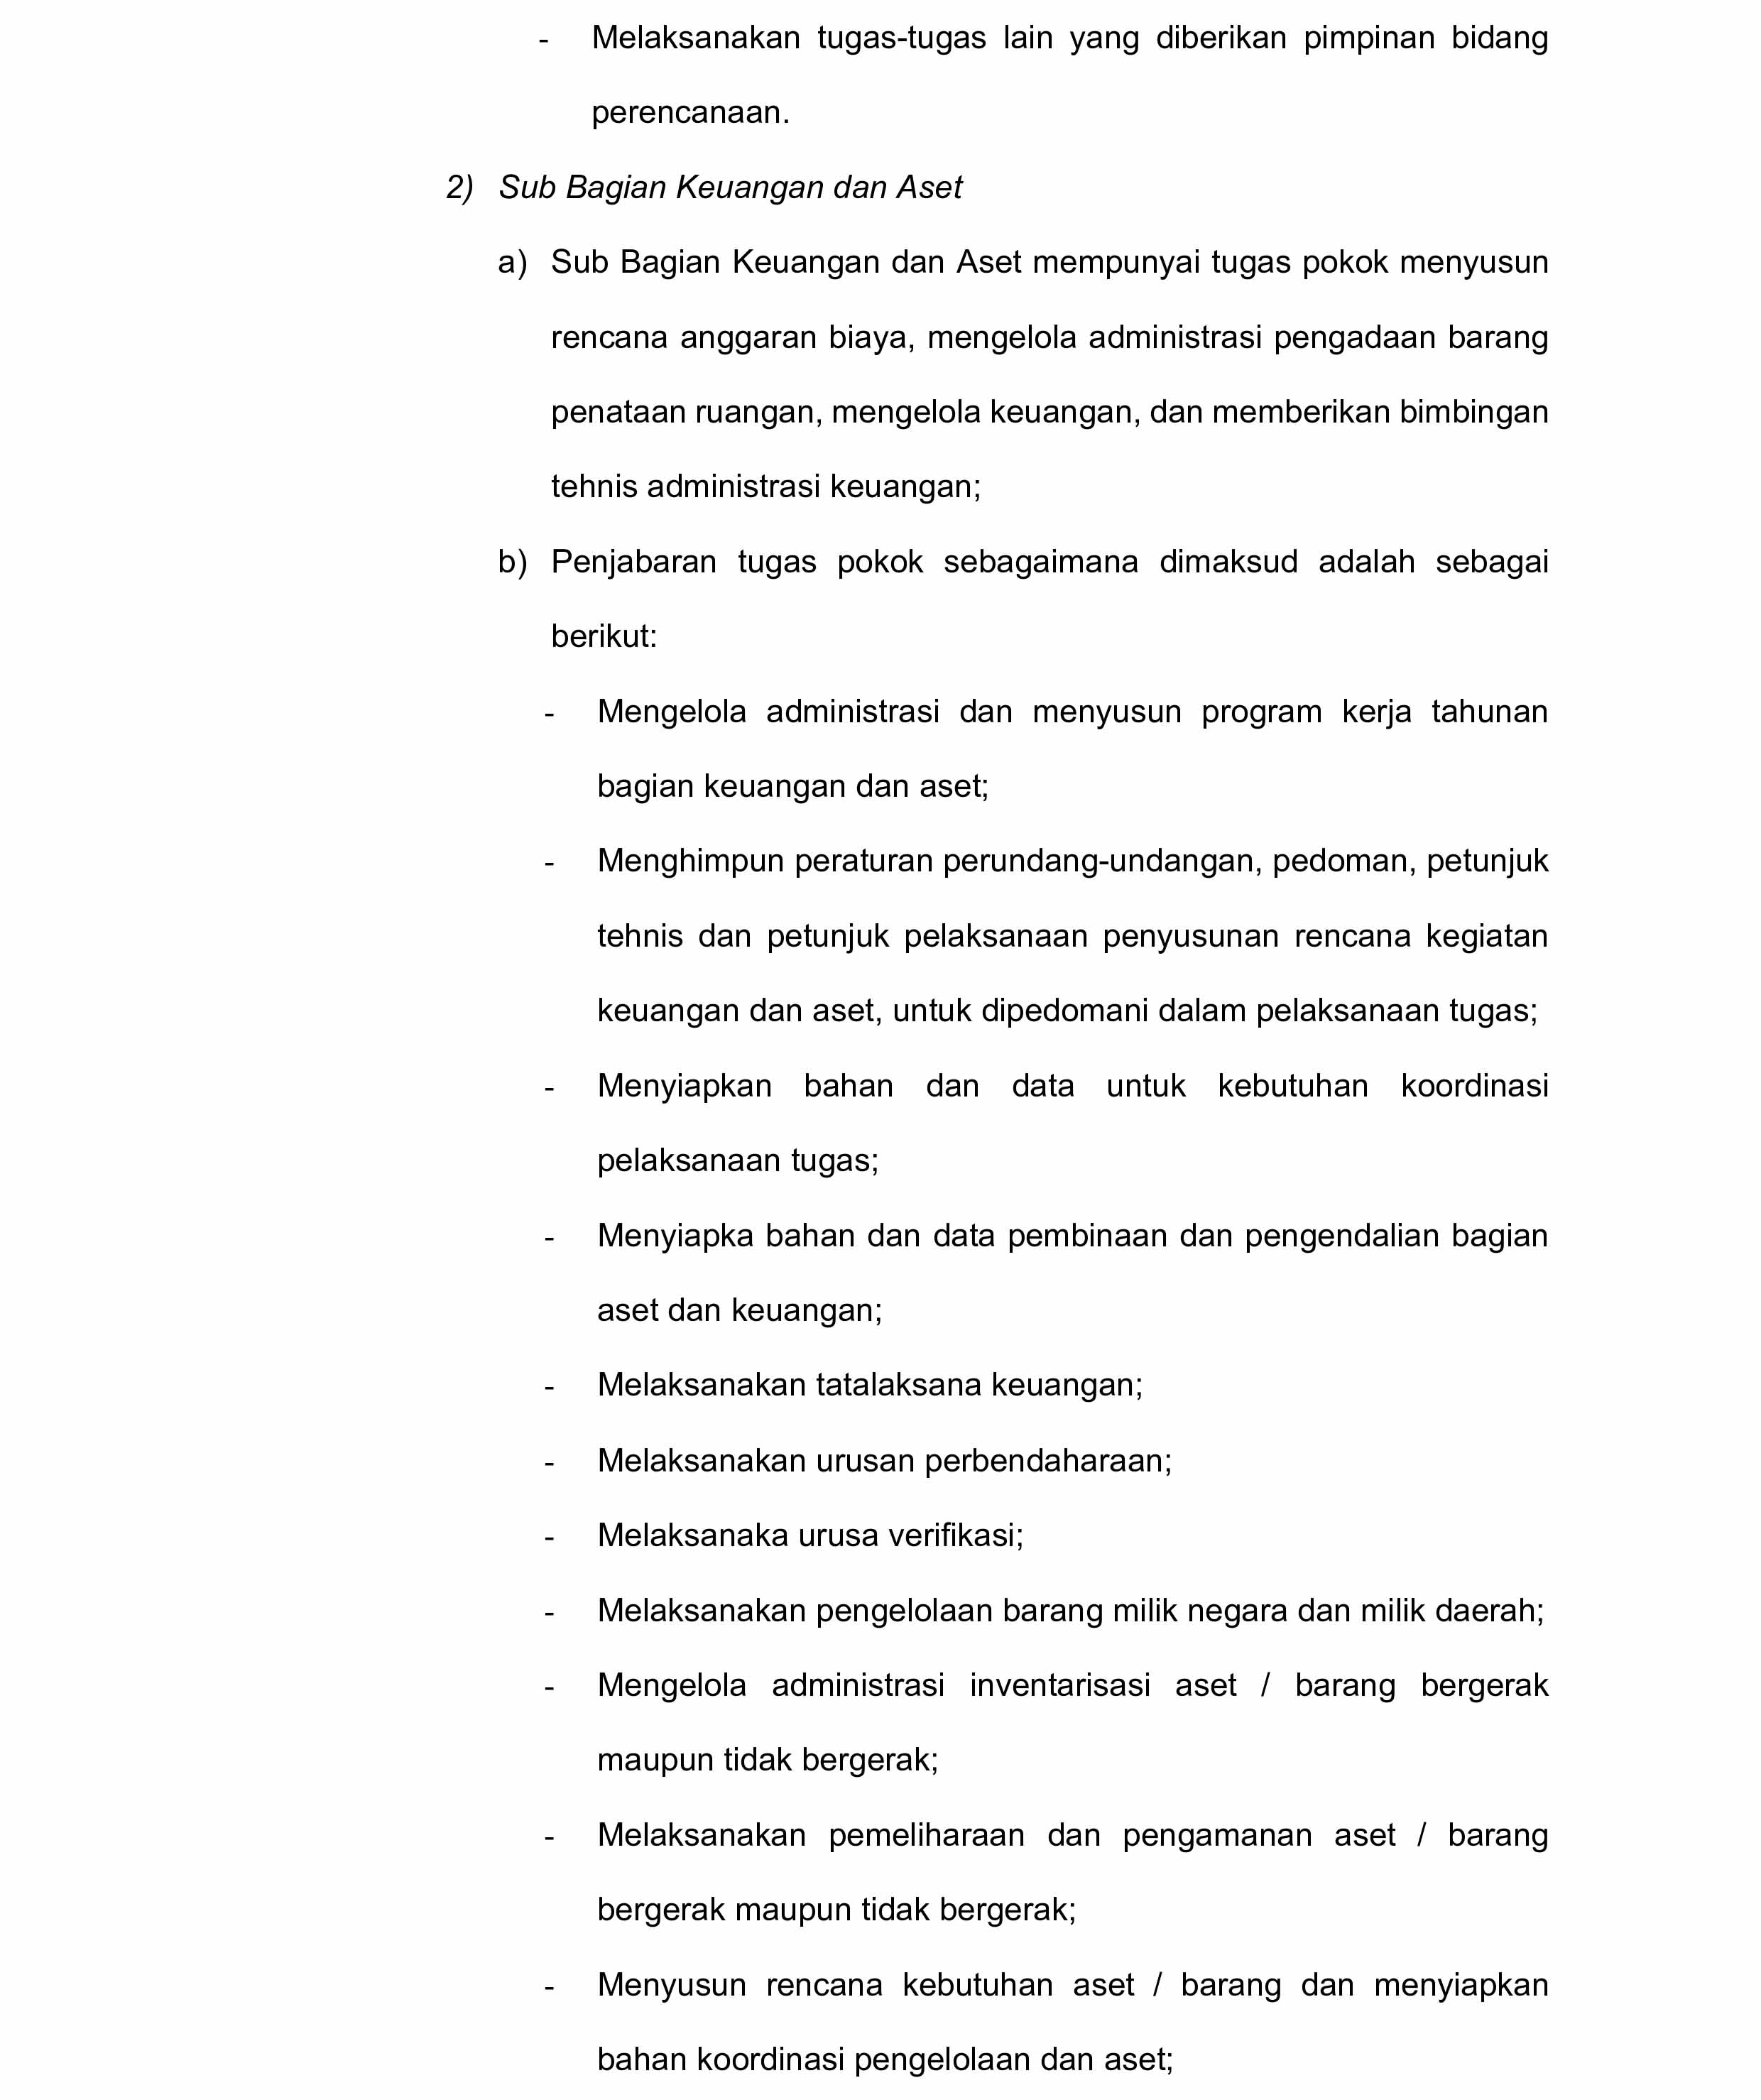 - Melaksanakan tugas-tugas lain yang diberikan pimpinan bidang
perencanaan.
2) Sub Bagian Keuangan dan Aset
a) Sub Bagian Keuangan dan Aset mempunyai tugas pokok menyusun
rencana anggaran biaya, mengelola administrasi pengadaan barang
penataan ruangan, mengelola keuangan, dan memberikan bimbingan
tehnis administrasi keuangan;
b) Penjabaran tugas pokok sebagaimana dimaksud adalah sebagai
berikut:
- Mengelola administrasi dan menyusun program kerja tahunan
bagian keuangan dan aset;
- Menghimpun peraturan perundang-undangan, pedoman, petunjuk
tehnis dan petunjuk pelaksanaan penyusunan rencana kegiatan
keuangan dan aset, untuk dipedomani dalam pelaksanaan tugas;
- Menyiapkan bahan dan data untuk kebutuhan koordinasi
pelaksanaan tugas;
- Menyiapka bahan dan data pembinaan dan pengendalian bagian
aset dan keuangan;
- Melaksanakan tatalaksana keuangan;
- Melaksanakan urusan perbendaharaan;
- Melaksanaka urusa verifikasi;
- Melaksanakan pengelolaan barang milik negara dan milik daerah;
- Mengelola administrasi inventarisasi aset / barang bergerak
maupun tidak bergerak;
- Melaksanakan pemeliharaan dan pengamanan aset / barang
bergerak maupun tidak bergerak;
- Menyusun rencana kebutuhan aset / barang dan menyiapkan
bahan koordinasi pengelolaan dan aset;